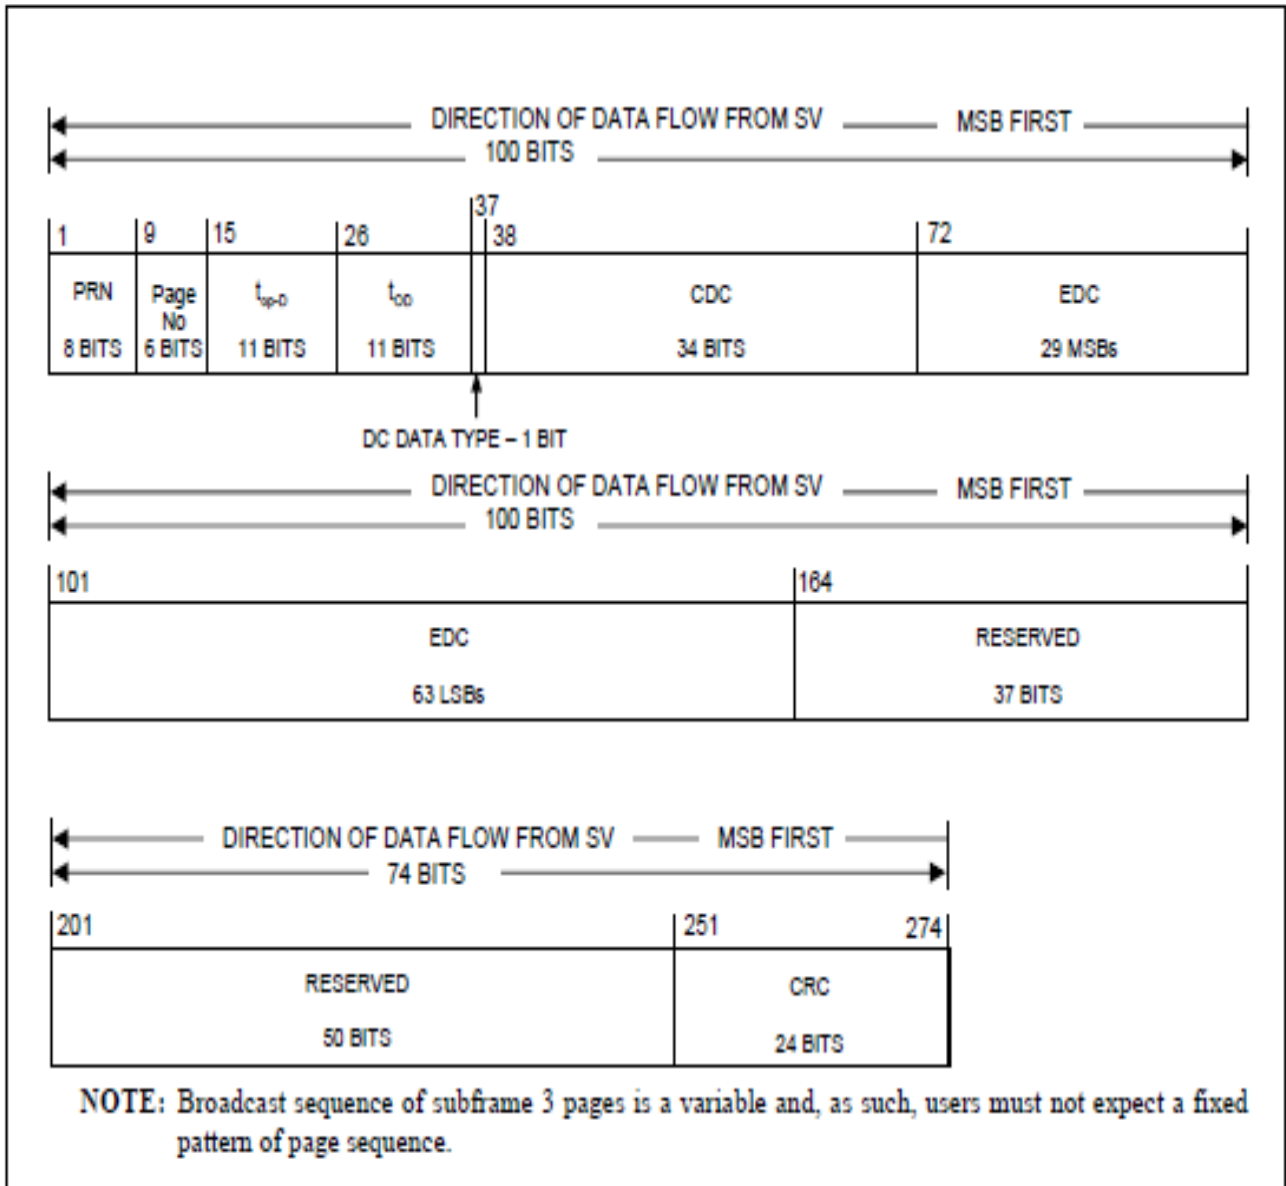 DIRECTION OF DATA FLOW FROM SV MSB FIRST
100 BITS
1 9 15 26 37 38 72
PRN Page No t_op-D t_OD CDC EDC
8 BITS 6 BITS 11 BITS 11 BITS 34 BITS 29 MSBs
DC DATA TYPE – 1 BIT
DIRECTION OF DATA FLOW FROM SV MSB FIRST
100 BITS
101 164
EDC RESERVED
63 LSBs 37 BITS
DIRECTION OF DATA FLOW FROM SV MSB FIRST
74 BITS
201 251 274
RESERVED CRC
50 BITS 24 BITS
NOTE: Broadcast sequence of subframe 3 pages is a variable and, as such, users must not expect a fixed
pattern of page sequence.